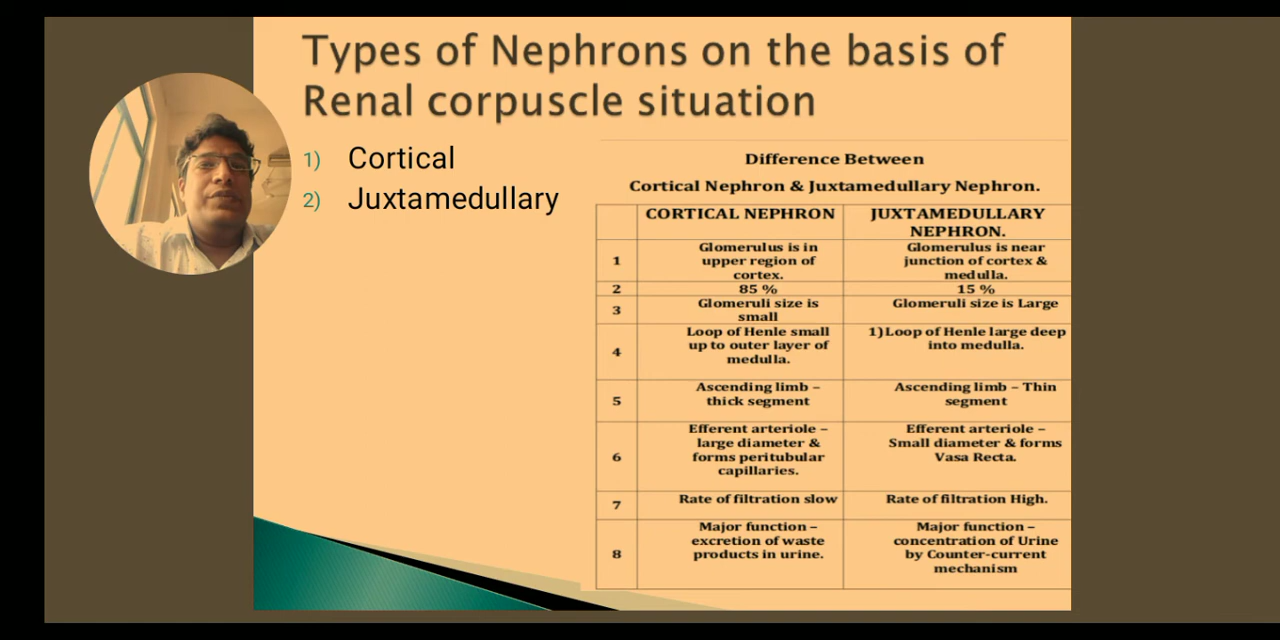 Types of Nephrons on the basis of
Renal corpuscle situation
1) Cortical
2) Juxtamedullary
Difference Between
Cortical Nephron & Juxtamedullary Nephron.
CORTICAL NEPHRON
JUXTAMEDULLARY
NEPHRON.
1
Glomerulus is in
upper region of
cortex.
Glomerulus is near
junction of cortex &
medulla.
2
85 %
15 %
3
Glomeruli size is
small
Glomeruli size is Large
4
Loop of Henle small
up to outer layer of
medulla.
1)Loop of Henle large deep
into medulla.
5
Ascending limb –
thick segment
Ascending limb – Thin
segment
6
Efferent arteriole –
large diameter &
forms peritubular
capillaries.
Efferent arteriole –
Small diameter & forms
Vasa Recta.
7
Rate of filtration slow
Rate of filtration High.
8
Major function –
excretion of waste
products in urine.
Major function –
concentration of Urine
by Counter-current
mechanism